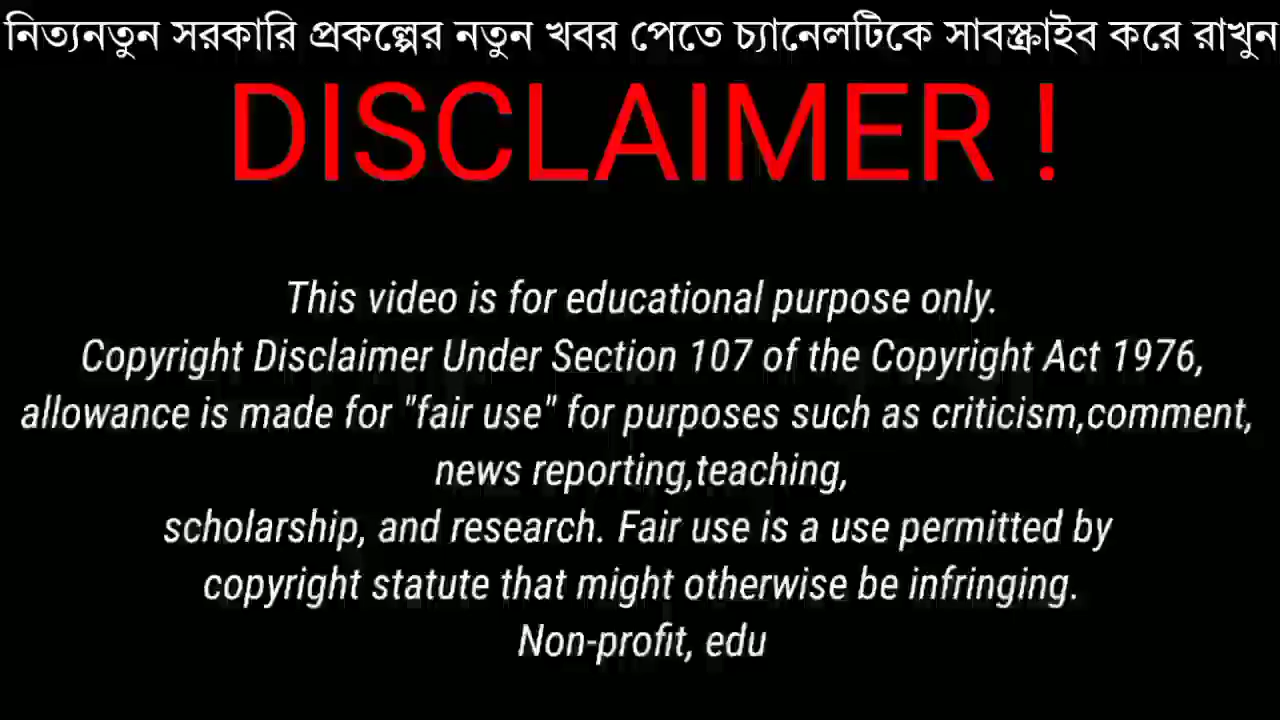 নিত্যনতুন সরকারি প্রকল্পের নতুন খবর পেতে চ্যানেলটিকে সাবস্ক্রাইব করে রাখুন
DISCLAIMER !
This video is for educational purpose only.
Copyright Disclaimer Under Section 107 of the Copyright Act 1976,
allowance is made for "fair use" for purposes such as criticism,comment,
news reporting,teaching,
scholarship, and research. Fair use is a use permitted by
copyright statute that might otherwise be infringing.
Non-profit, edu